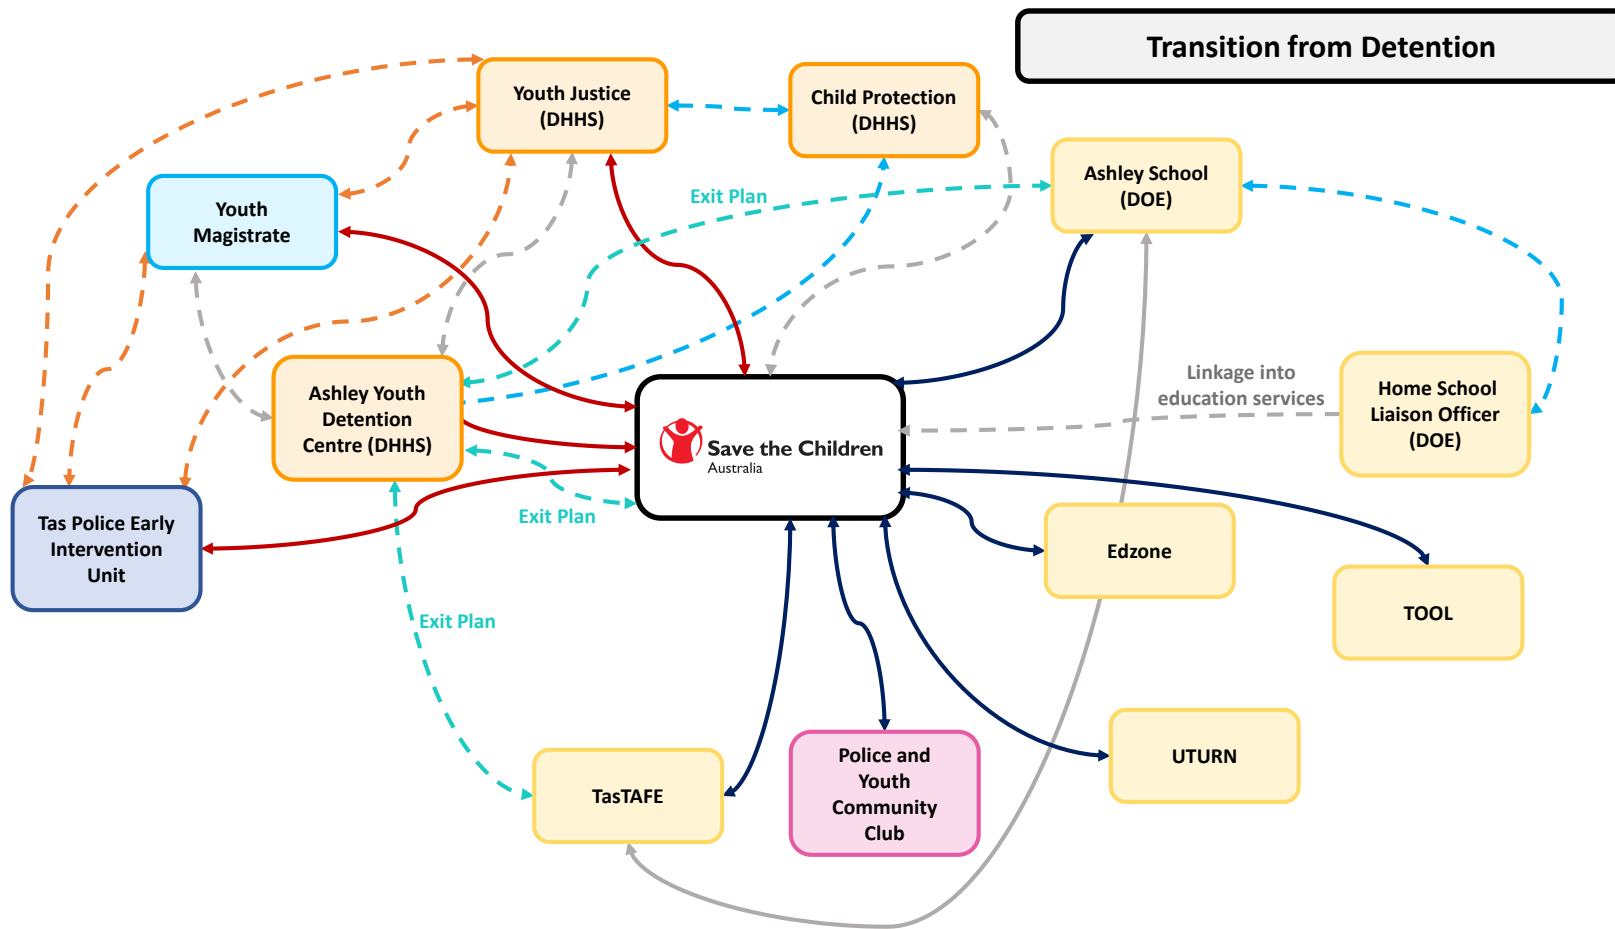 Transition from Detention
Youth Justice
(DHHS)
Child Protection
(DHHS)
Ashley School
(DOE)
Exit Plan
Youth
Magistrate
Ashley Youth
Detention
Centre (DHHS)
Linkage into
education services
Home School
Liaison Officer
(DOE)
Save the Children
Australia
Exit Plan
Tas Police Early
Intervention
Unit
Edzone
TOOL
Exit Plan
TasTAFE
Police and
Youth
Community
Club
UTURN